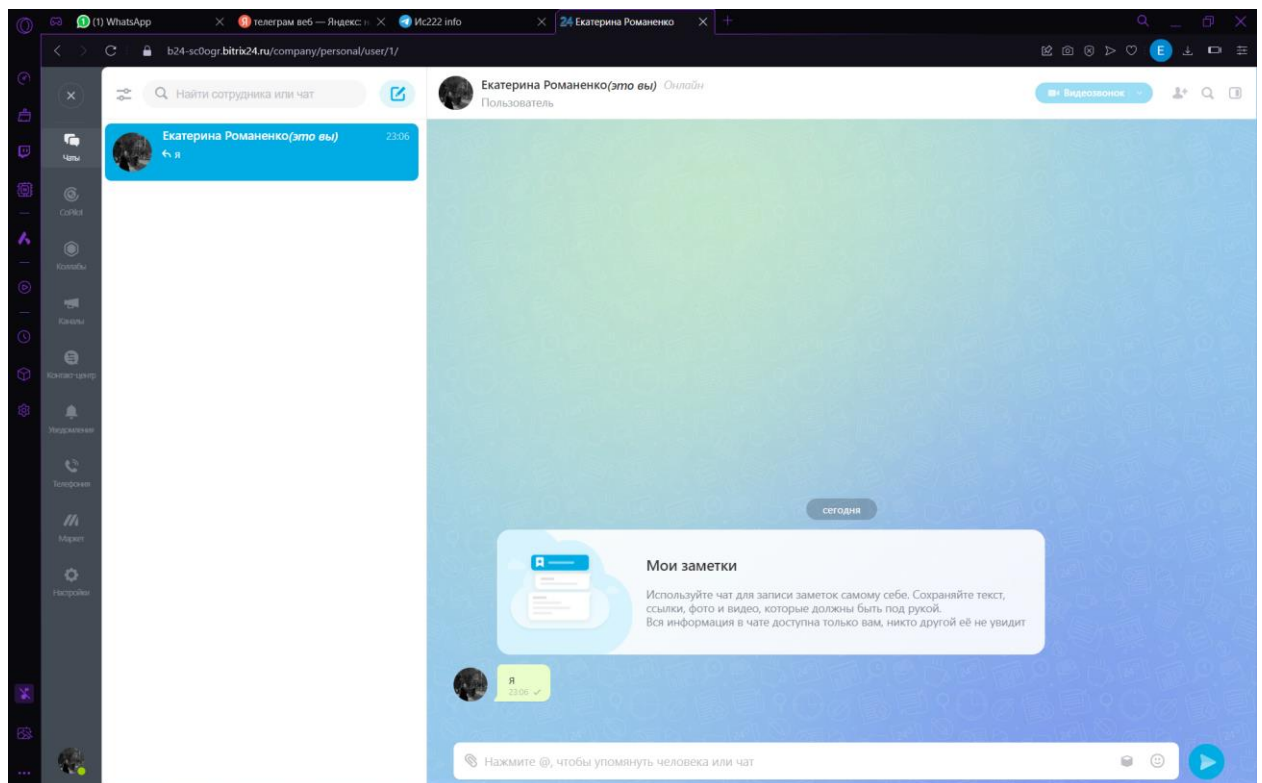 (1) WhatsApp
телеграм веб — Яндекс: н
Ис222 info
24 Екатерина Романенко
b24-sc0ogr.bitrix24.ru/company/personal/user/1/
E
Найти сотрудника или чат
Екатерина Романенко(это вы) Онлайн
Пользователь
Видеозвонок
Екатерина Романенко(это вы) 23:06
я
Чаты
CoPilot
Коллабы
Каналы
Контакт-центр
Уведомления
Телефония
Маркет
Настройки
сегодня
Мои заметки
Используйте чат для записи заметок самому себе. Сохраняйте текст,
ссылки, фото и видео, которые должны быть под рукой.
Вся информация в чате доступна только вам, никто другой её не увидит
я
23:06
Нажмите @, чтобы упомянуть человека или чат